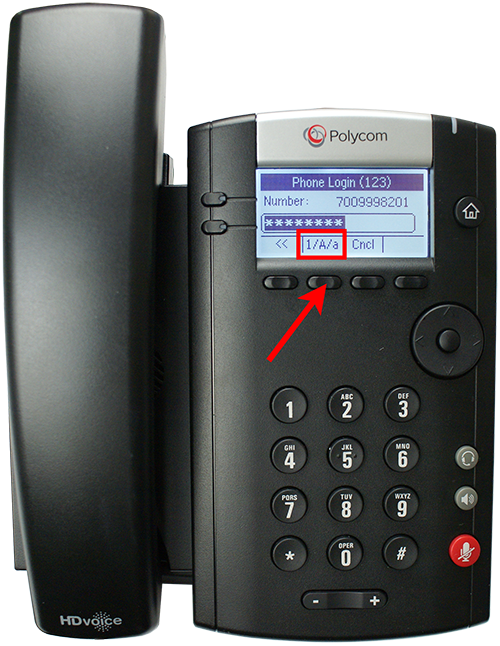 Polycom
Phone Login (123)
Number: 7009998201
********
<< 1/A/a Cncl
1 ABC 2 DEF 3
GHI 4 JKL 5 MNO 6
PQRS 7 TUV 8 WXYZ 9
* OPER 0 #
- +
HDvoice